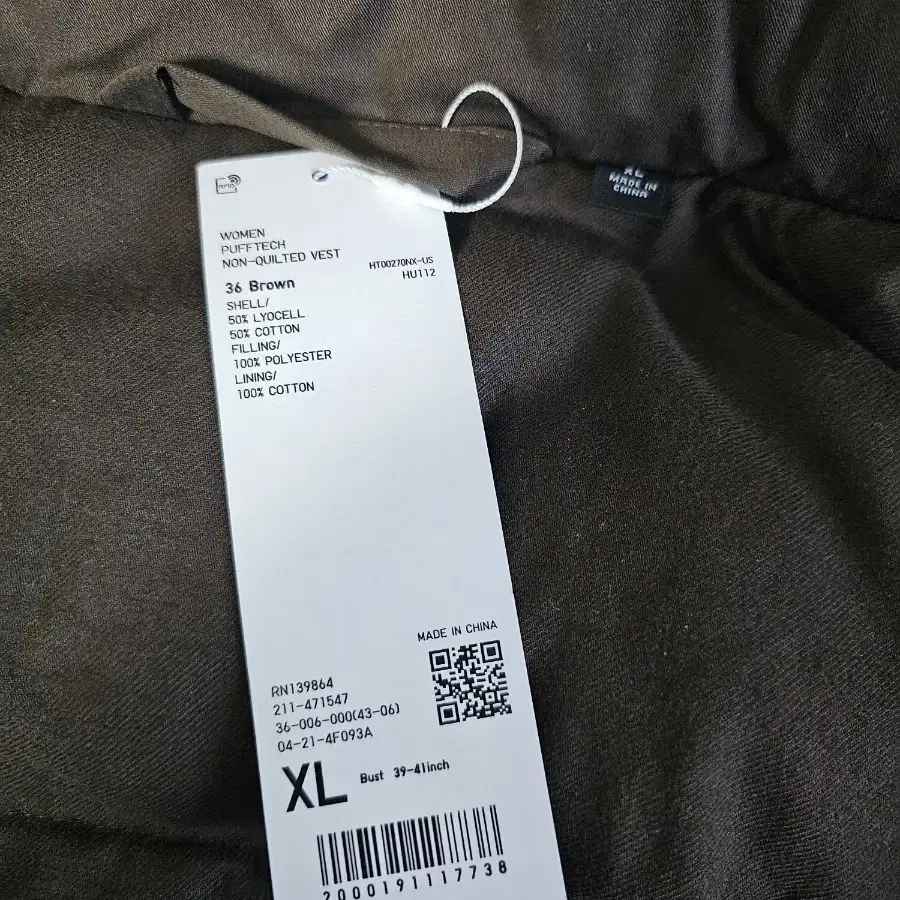 RFID
WOMEN
PUFFTECH
NON-QUILTED VEST
HT00270NX-US
HU112
36 Brown
SHELL/
50% LYOCELL
50% COTTON
FILLING/
100% POLYESTER
LINING/
100% COTTON
MADE IN CHINA
RN139864
211-471547
36-006-000(43-06)
04-21-4F093A
XL
Bust 39-41inch
2000191117738
XL
MADE IN
CHINA